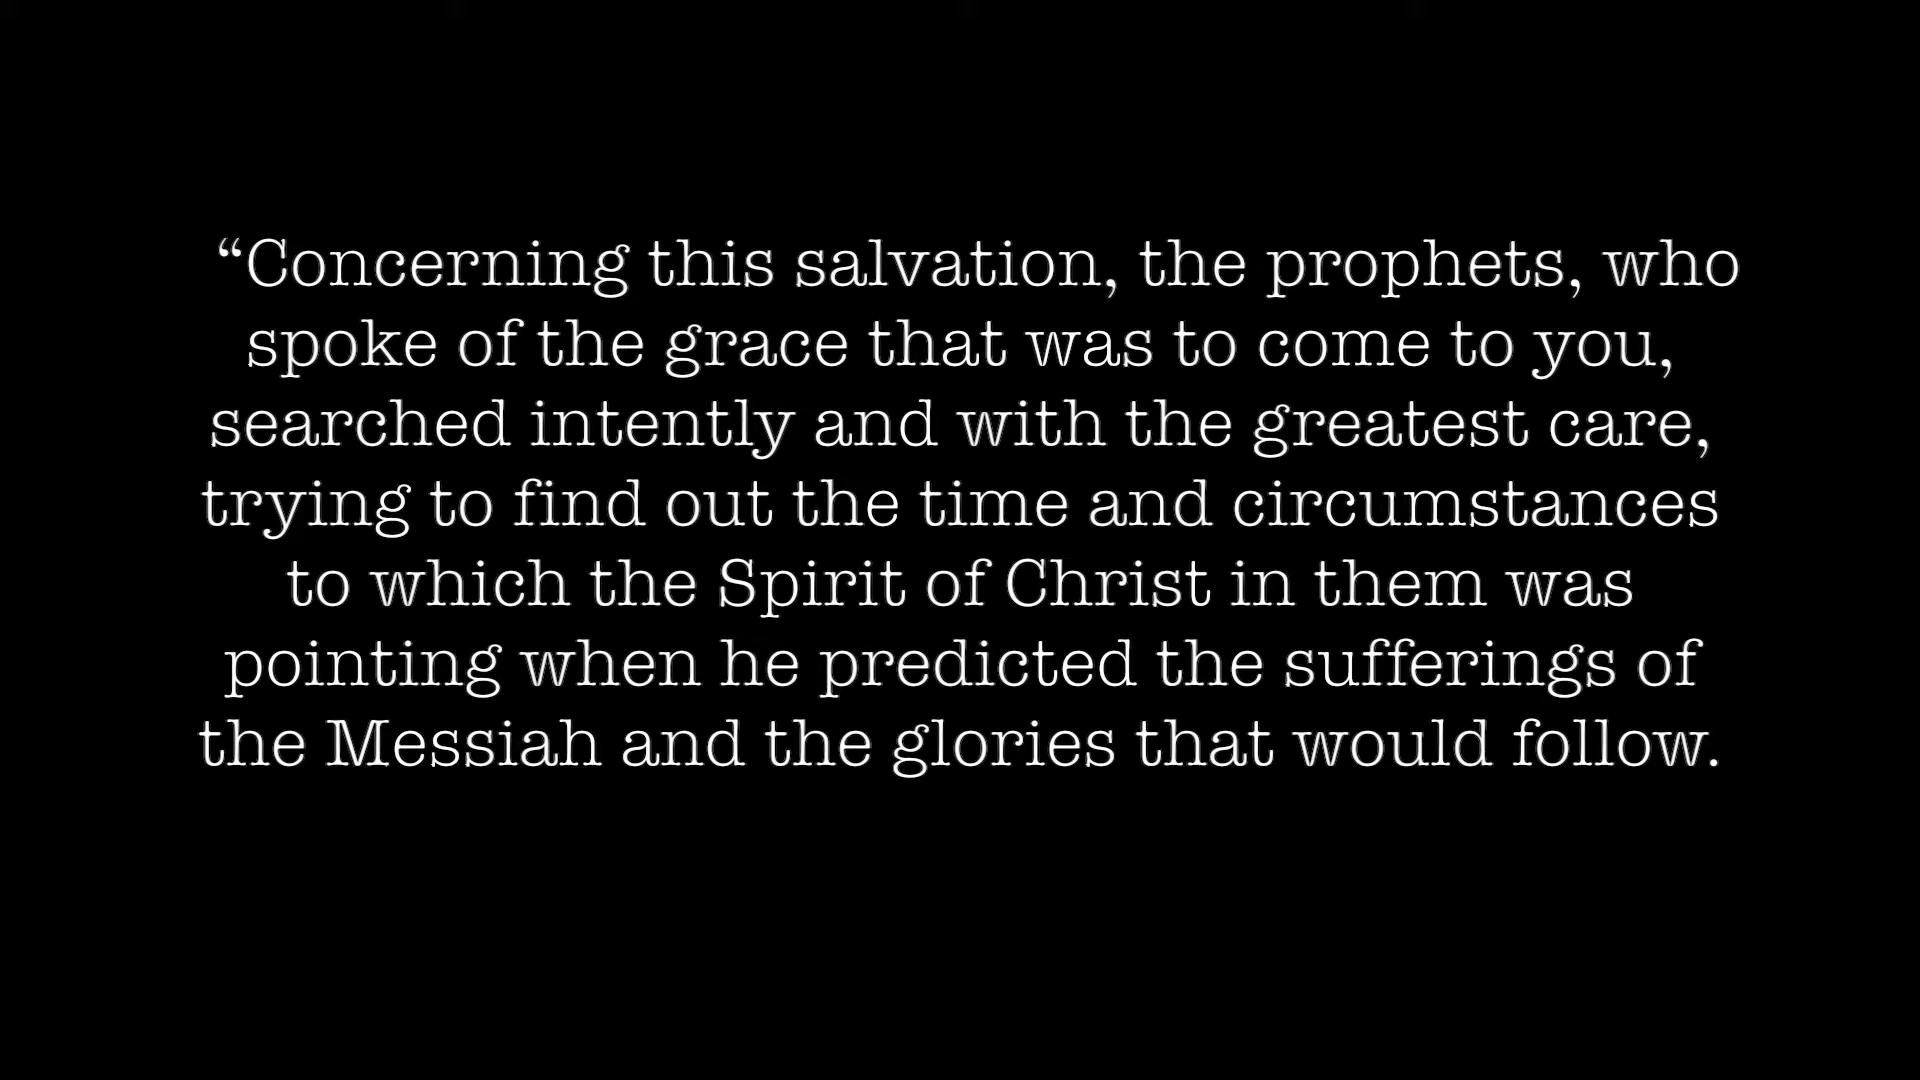 “Concerning this salvation, the prophets, who
spoke of the grace that was to come to you,
searched intently and with the greatest care,
trying to find out the time and circumstances
to which the Spirit of Christ in them was
pointing when he predicted the sufferings of
the Messiah and the glories that would follow.